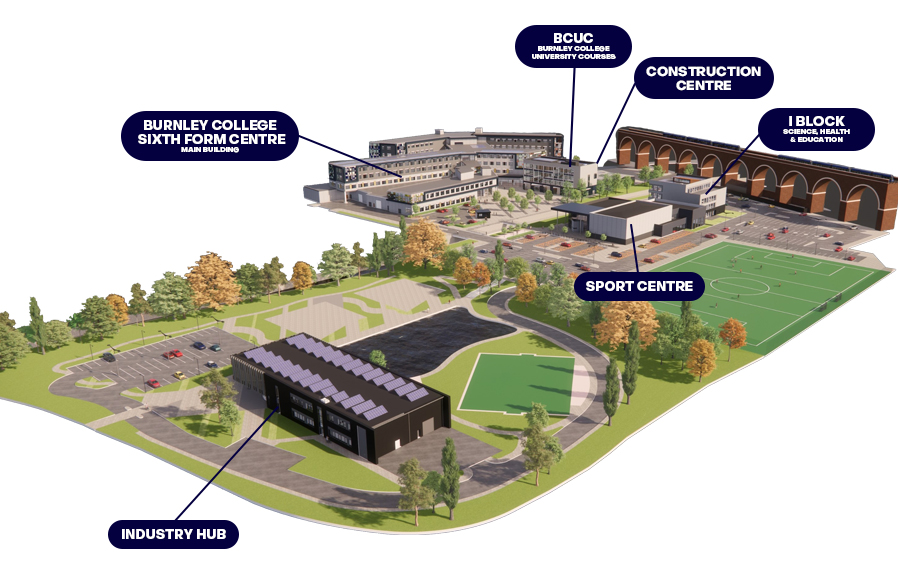 BCUC
BURNLEY COLLEGE
UNIVERSITY COURSES
CONSTRUCTION
CENTRE
BURNLEY COLLEGE
SIXTH FORM CENTRE
MAIN BUILDING
I BLOCK
SCIENCE, HEALTH
& EDUCATION
SPORT CENTRE
INDUSTRY HUB